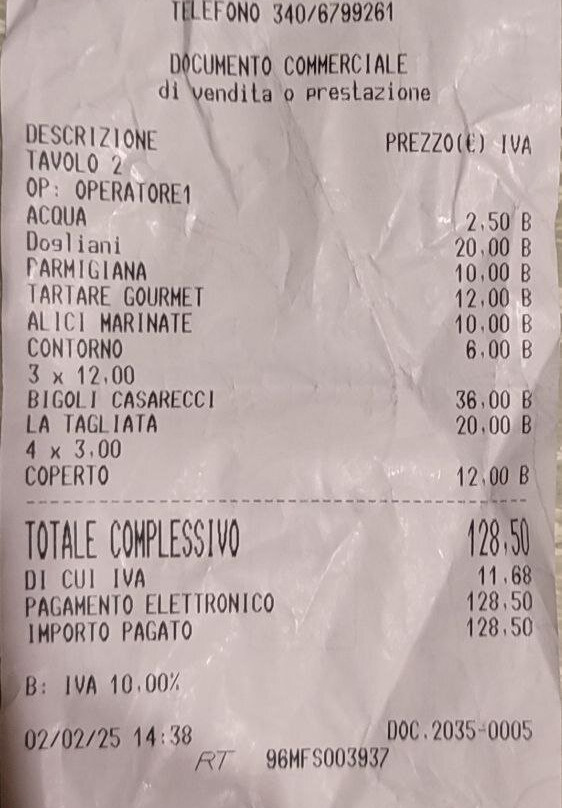 TELEFONO 340/6799261
DOCUMENTO COMMERCIALE
di vendita o prestazione
DESCRIZIONE PREZZO(€) IVA
TAVOLO 2
OP: OPERATORE1
ACQUA 2,50 B
Dogliani 20,00 B
PARMIGIANA 10,00 B
TARTARE GOURMET 12,00 B
ALICI MARINATE 10,00 B
CONTORNO 6,00 B
3 x 12,00
BIGOLI CASARECCI 36,00 B
LA TAGLIATA 20,00 B
4 x 3,00
COPERTO 12,00 B
TOTALE COMPLESSIVO 128,50
DI CUI IVA 11,68
PAGAMENTO ELETTRONICO 128,50
IMPORTO PAGATO 128,50
B: IVA 10,00%
02/02/25 14:38 DOC.2035-0005
RT 96MFS003937